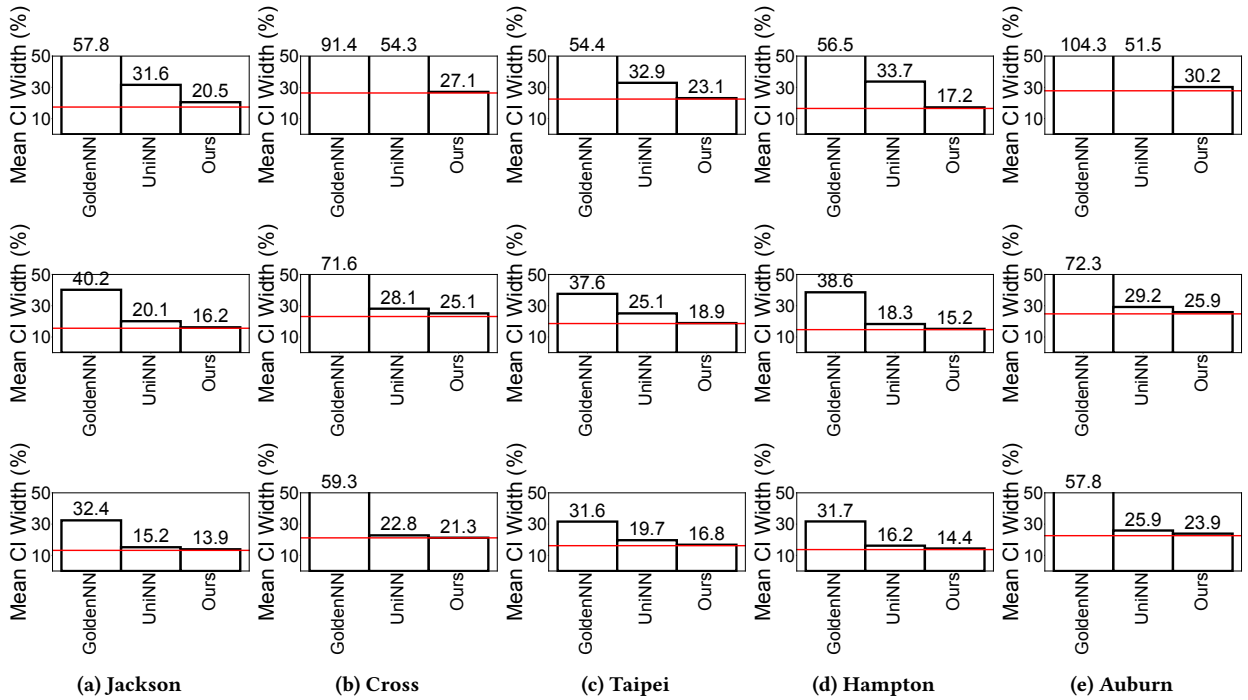 57.8
Mean CI Width (%)
50
30
10
31.6
20.5
GoldenNN
UniNN
Ours
91.4
54.3
Mean CI Width (%)
50
30
10
27.1
GoldenNN
UniNN
Ours
54.4
Mean CI Width (%)
50
30
10
32.9
23.1
GoldenNN
UniNN
Ours
56.5
Mean CI Width (%)
50
30
10
33.7
17.2
GoldenNN
UniNN
Ours
104.3
51.5
Mean CI Width (%)
50
30
10
30.2
GoldenNN
UniNN
Ours
Mean CI Width (%)
50
30
10
40.2
20.1
16.2
GoldenNN
UniNN
Ours
71.6
Mean CI Width (%)
50
30
10
28.1
25.1
GoldenNN
UniNN
Ours
Mean CI Width (%)
50
30
10
37.6
25.1
18.9
GoldenNN
UniNN
Ours
Mean CI Width (%)
50
30
10
38.6
18.3
15.2
GoldenNN
UniNN
Ours
72.3
Mean CI Width (%)
50
30
10
29.2
25.9
GoldenNN
UniNN
Ours
Mean CI Width (%)
50
30
10
32.4
15.2
13.9
GoldenNN
UniNN
Ours
59.3
Mean CI Width (%)
50
30
10
22.8
21.3
GoldenNN
UniNN
Ours
Mean CI Width (%)
50
30
10
31.6
19.7
16.8
GoldenNN
UniNN
Ours
Mean CI Width (%)
50
30
10
31.7
16.2
14.4
GoldenNN
UniNN
Ours
57.8
Mean CI Width (%)
50
30
10
25.9
23.9
GoldenNN
UniNN
Ours
(a) Jackson
(b) Cross
(c) Taipei
(d) Hampton
(e) Auburn